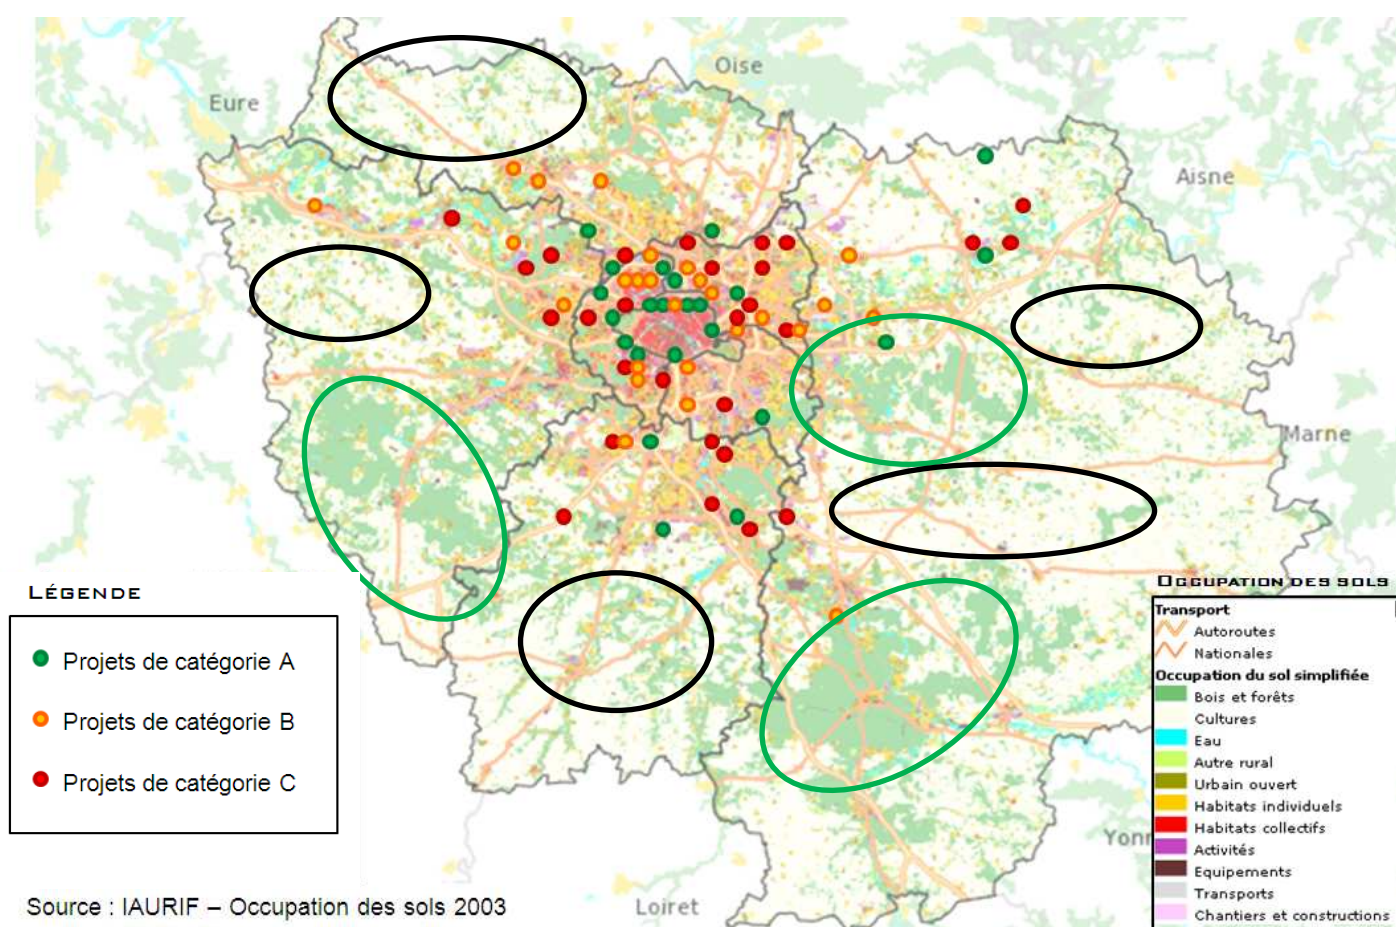 Oise
Eure
Aisne
Marne
LÉGENDE
Projets de catégorie A
Projets de catégorie B
Projets de catégorie C
Source : IAURIF – Occupation des sols 2003
Loiret
Yonn
OCCUPATION DES SOLS
Transport
Autoroutes
Nationales
Occupation du sol simplifiée
Bois et forêts
Cultures
Eau
Autre rural
Urbain ouvert
Habitats individuels
Habitats collectifs
Activités
Equipements
Transports
Chantiers et constructions